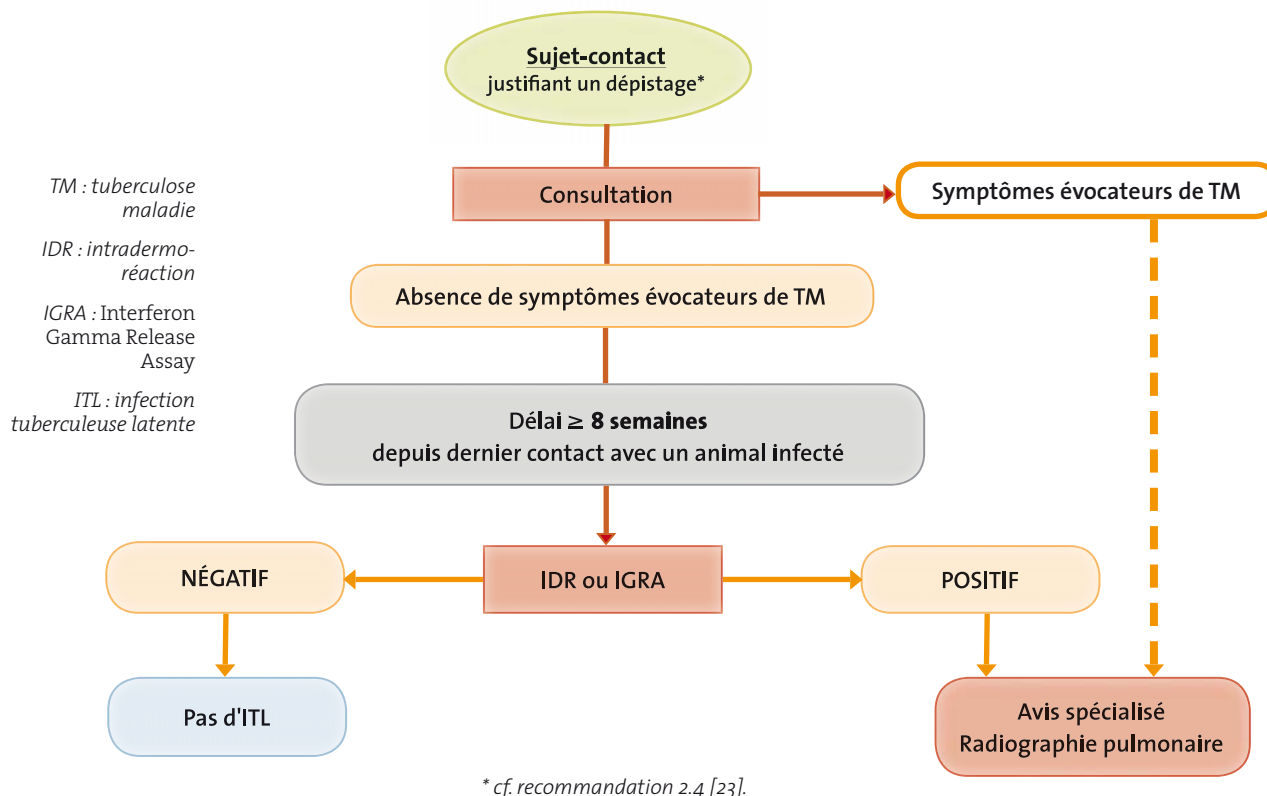 Sujet-contact
justifiant un dépistage*
Consultation
Symptômes évocateurs de TM
TM : tuberculose
maladie
IDR : intradermo-
réaction
IGRA : Interferon
Gamma Release
Assay
ITL : infection
tuberculeuse latente
Absence de symptômes évocateurs de TM
Délai ≥ 8 semaines
depuis dernier contact avec un animal infecté
NÉGATIF
IDR ou IGRA
POSITIF
Pas d'ITL
Avis spécialisé
Radiographie pulmonaire
* cf. recommandation 2.4 [23].